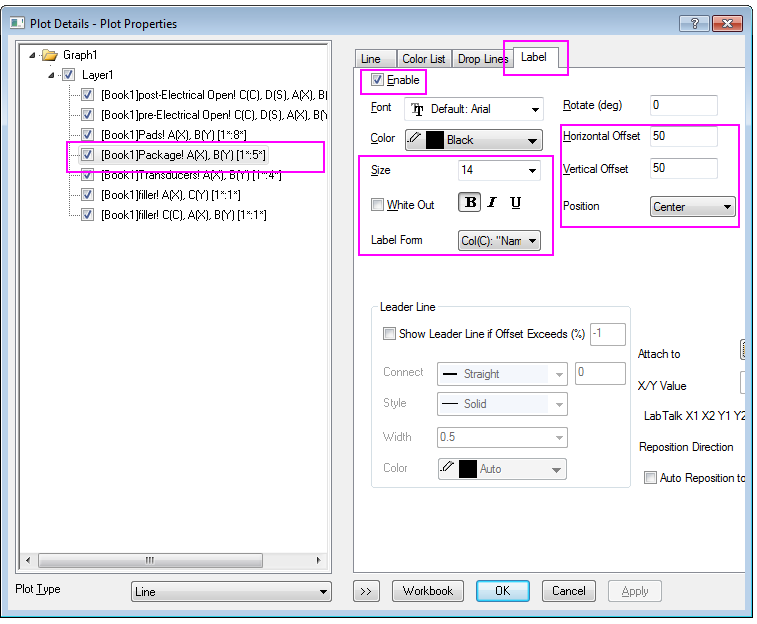 Plot Details - Plot Properties
Graph1
Layer1
[Book1]post-Electrical Open! C(C), D(S), A(X), B(
[Book1]pre-Electrical Open! C(C), D(S), A(X), B(Y
[Book1]Pads! A(X), B(Y) [1*:8*]
[Book1]Package! A(X), B(Y) [1*:5*]
[Book1]Transducers! A(X), B(Y) [1*:4*]
[Book1]filler! A(X), C(Y) [1*:1*]
[Book1]filler! C(C), A(X), B(Y) [1*:1*]
Plot Type
Line
Line Color List Drop Lines Label
Enable
Font Default: Arial
Color Black
Size 14
White Out B I U
Label Form Col(C): "Nam
Rotate (deg) 0
Horizontal Offset 50
Vertical Offset 50
Position Center
Leader Line
Show Leader Line if Offset Exceeds (%) -1
Connect Straight 0
Style Solid
Width 0.5
Color Auto
Attach to
X/Y Value
LabTalk X1 X2 Y1 Y2
Reposition Direction
Auto Reposition to
>> Workbook OK Cancel Apply